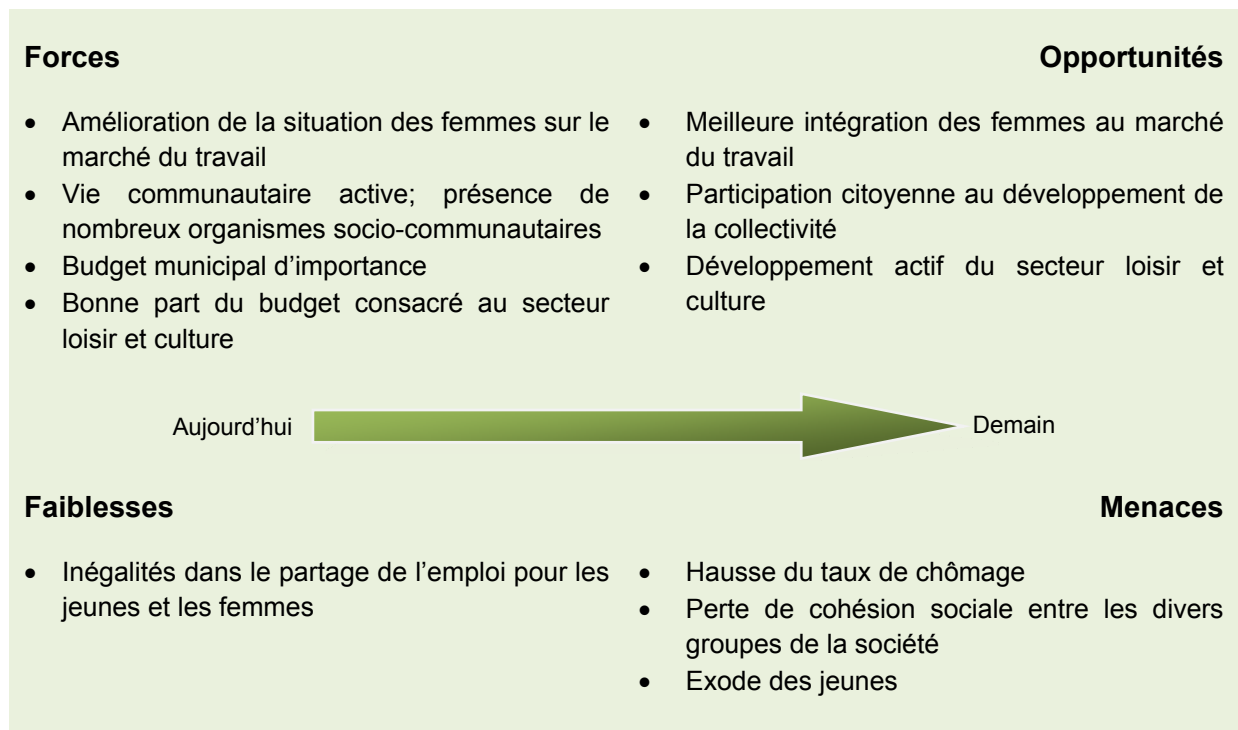 Forces
• Amélioration de la situation des femmes sur le
marché du travail
• Vie communautaire active; présence de
nombreux organismes socio-communautaires
• Budget municipal d’importance
• Bonne part du budget consacré au secteur
loisir et culture
Opportunités
• Meilleure intégration des femmes au marché
du travail
• Participation citoyenne au développement de
la collectivité
• Développement actif du secteur loisir et
culture
Aujourd’hui
Demain
Faiblesses
• Inégalités dans le partage de l’emploi pour les
jeunes et les femmes
Menaces
• Hausse du taux de chômage
• Perte de cohésion sociale entre les divers
groupes de la société
• Exode des jeunes